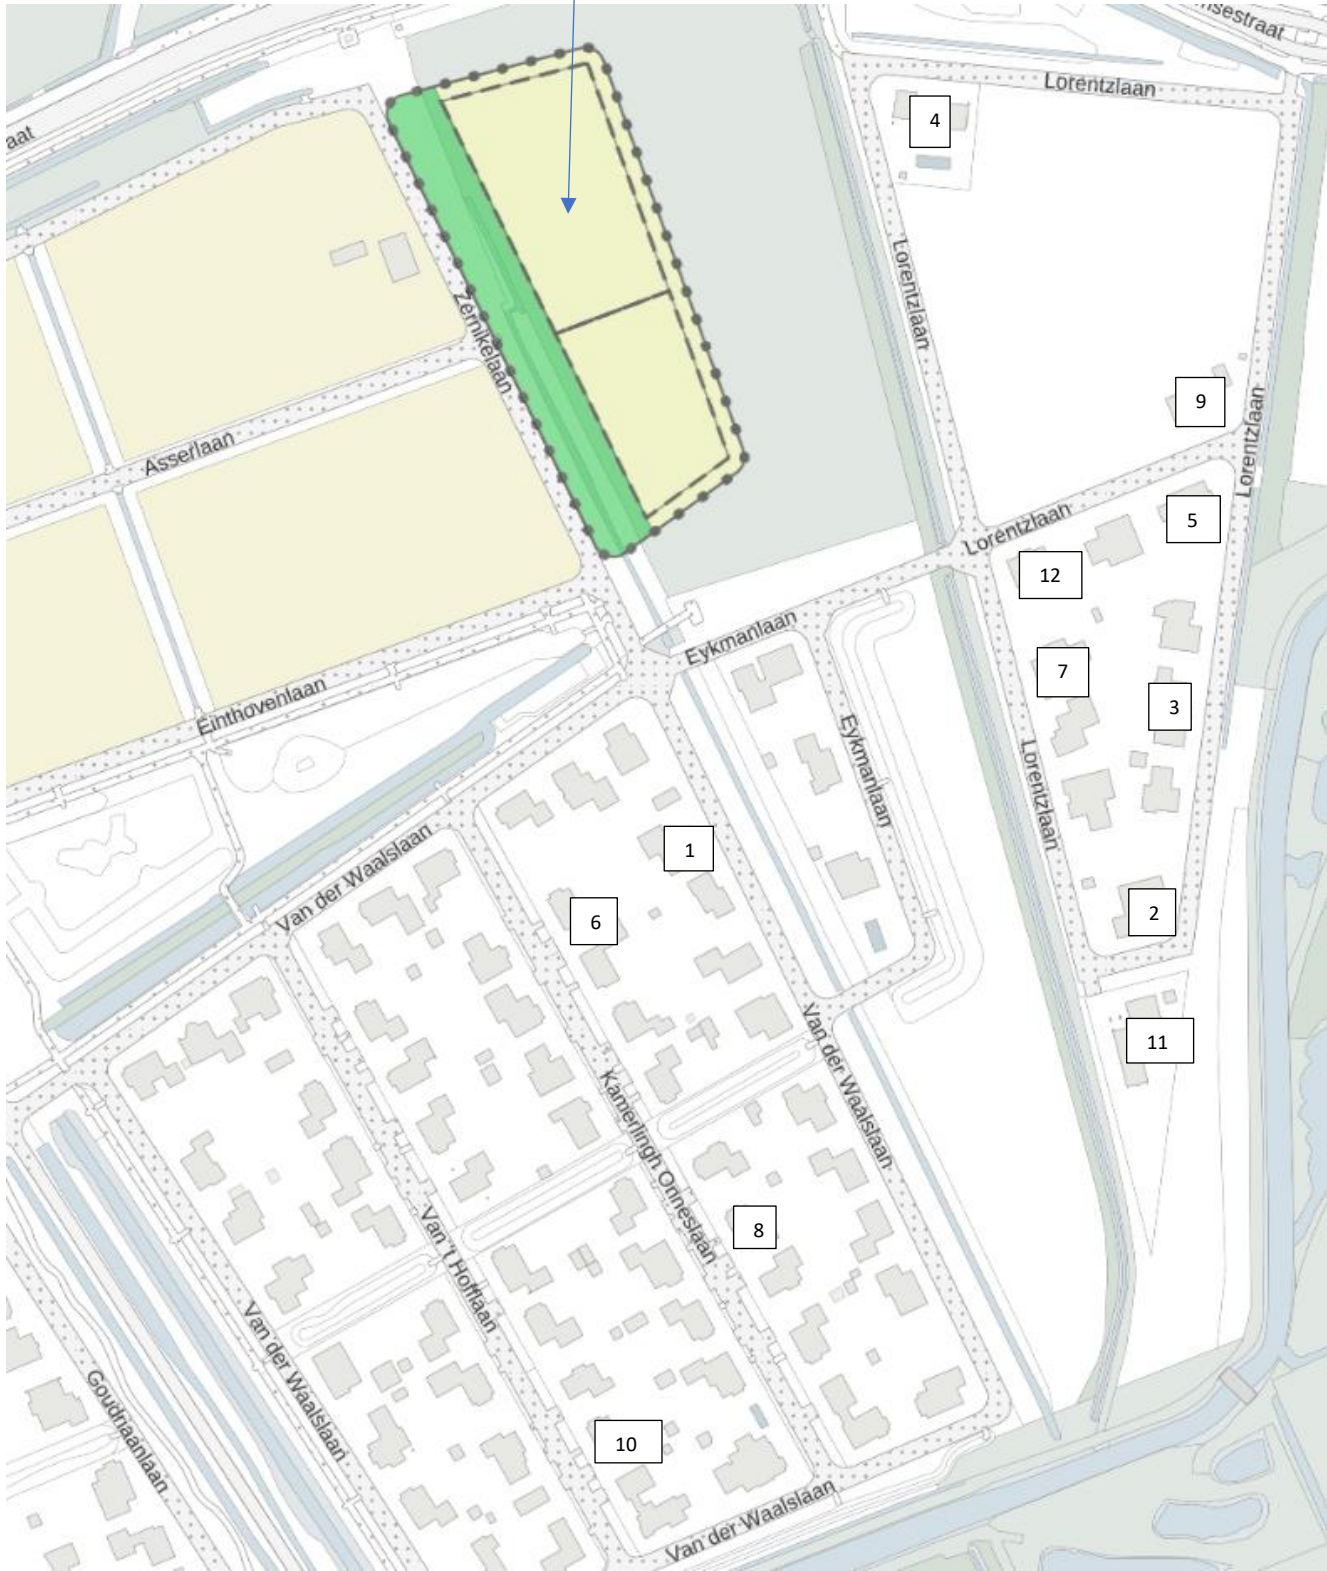 nsestraat
Lorentzlaan
4
aat
Lorentzlaan
Zernikelaan
9
Lorentzlaan
Asserlaan
5
Lorentzlaan
12
Eykmanlaan
7
Einthovenlaan
3
Eykmanlaan
Lorentzlaan
1
Van der Waalslaan
2
6
11
Van der Waalslaan
Kamerlingh Onneslaan
8
Van 't Hofflaan
Van der Waalslaan
Goudriaanlaan
10
Van der Waalslaan